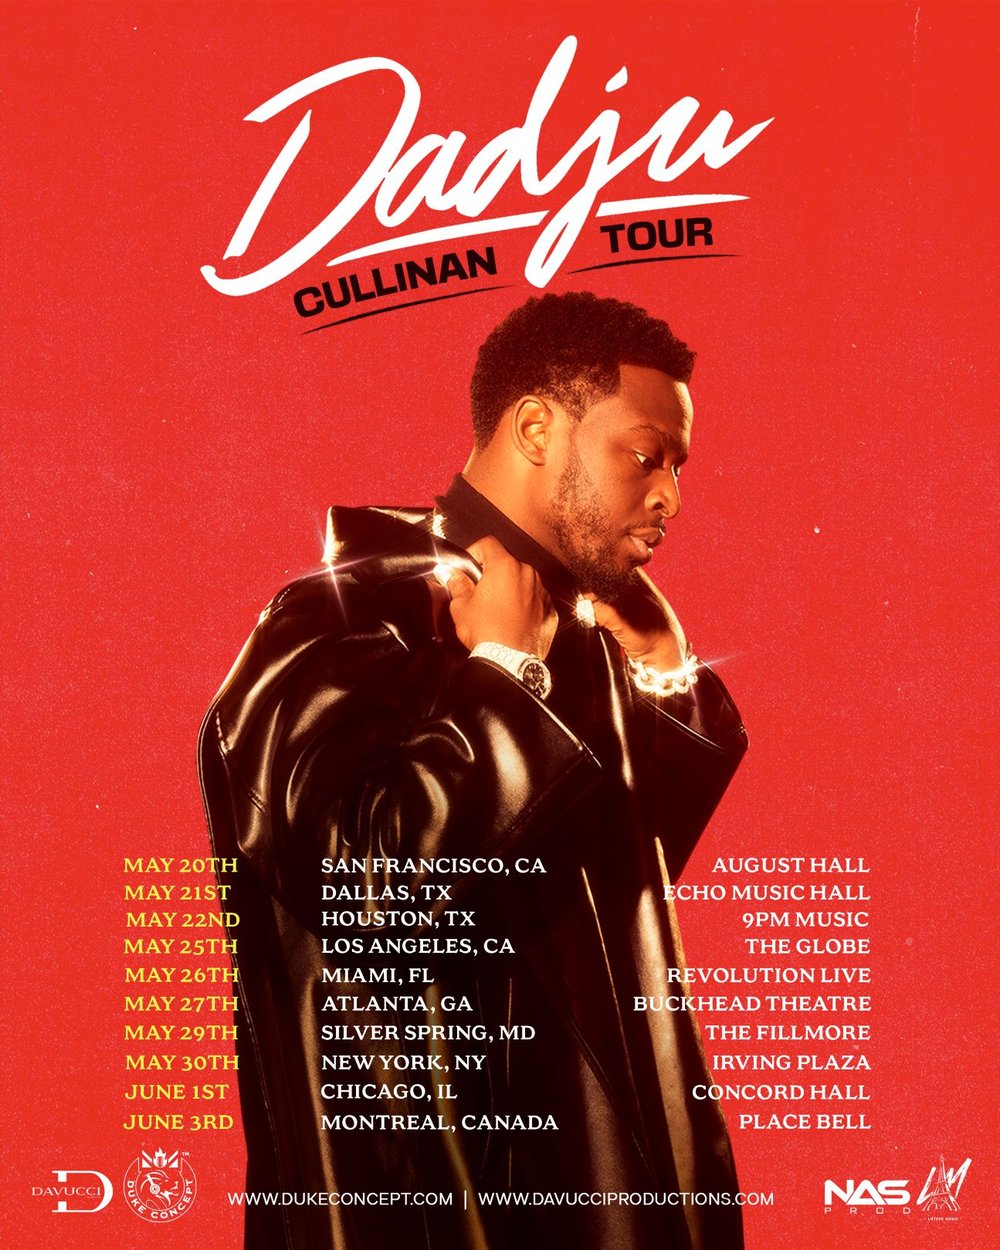 Dadju
CULLINAN TOUR
MAY 20TH SAN FRANCISCO, CA AUGUST HALL
MAY 21ST DALLAS, TX ECHO MUSIC HALL
MAY 22ND HOUSTON, TX 9PM MUSIC
MAY 25TH LOS ANGELES, CA THE GLOBE
MAY 26TH MIAMI, FL REVOLUTION LIVE
MAY 27TH ATLANTA, GA BUCKHEAD THEATRE
MAY 29TH SILVER SPRING, MD THE FILLMORE
MAY 30TH NEW YORK, NY IRVING PLAZA
JUNE 1ST CHICAGO, IL CONCORD HALL
JUNE 3RD MONTREAL, CANADA PLACE BELL
D DAVUCCI
DUKE CONCEPT TM
WWW.DUKECONCEPT.COM | WWW.DAVUCCIPRODUCTIONS.COM
NAS
PROD